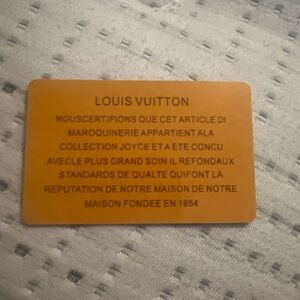 LOUIS VUITTON
NOUSCERTIFIONS QUE CET ARTICLE DI
MAROQUINERIE APPARTIENT ALA
COLLECTION JOYCE ET A ETE CONCU
AVECLE PLUS GRAND SOIN IL REFONDAUX
STANDARDS DE QUALTE QUIFONT LA
REPUTATION DE NOTRE MAISON DE NOTRE
MAISON FONDEE EN 1854